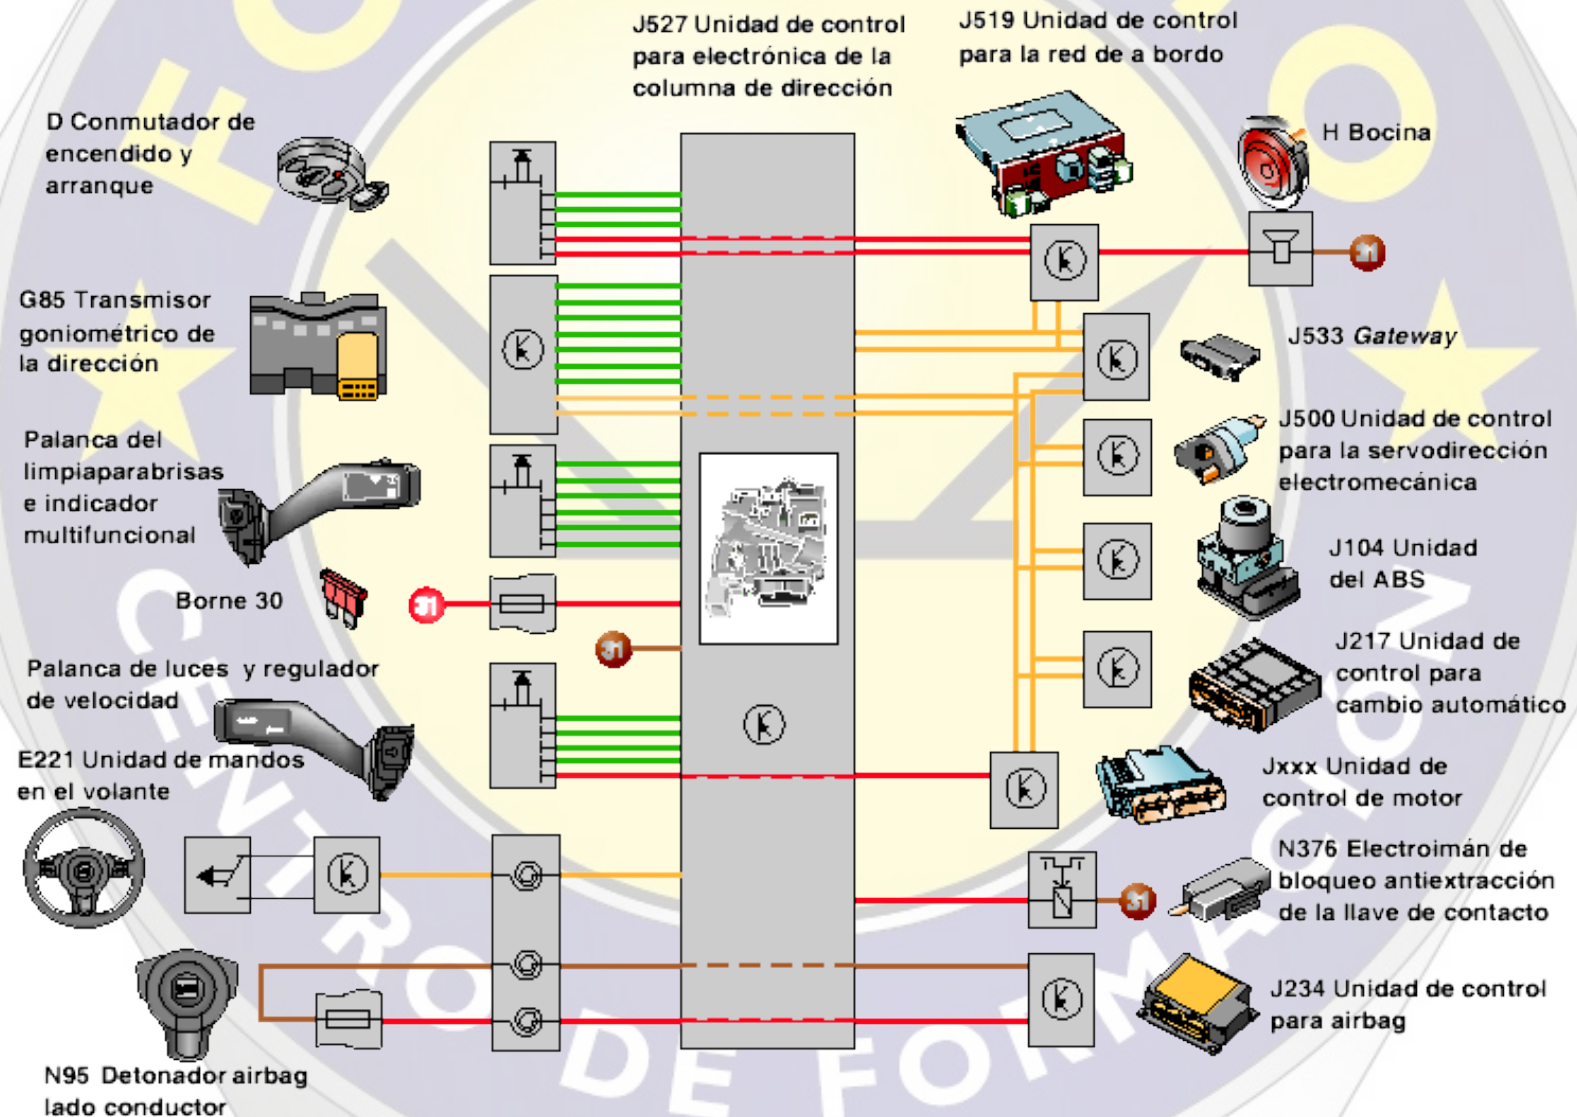 J527 Unidad de control
para electrónica de la
columna de dirección
J519 Unidad de control
para la red de a bordo
D Conmutador de
encendido y
arranque
H Bocina
31
G85 Transmisor
goniométrico de
la dirección
J533 Gateway
J500 Unidad de control
para la servodirección
electromecánica
Palanca del
limpiaparabrisas
e indicador
multifuncional
J104 Unidad
del ABS
Borne 30
31
31
J217 Unidad de
control para
cambio automático
Palanca de luces y regulador
de velocidad
E221 Unidad de mandos
en el volante
Jxxx Unidad de
control de motor
N376 Electroimán de
bloqueo antiextracción
de la llave de contacto
31
J234 Unidad de control
para airbag
N95 Detonador airbag
lado conductor
CENTRO DE FORMACIÓN